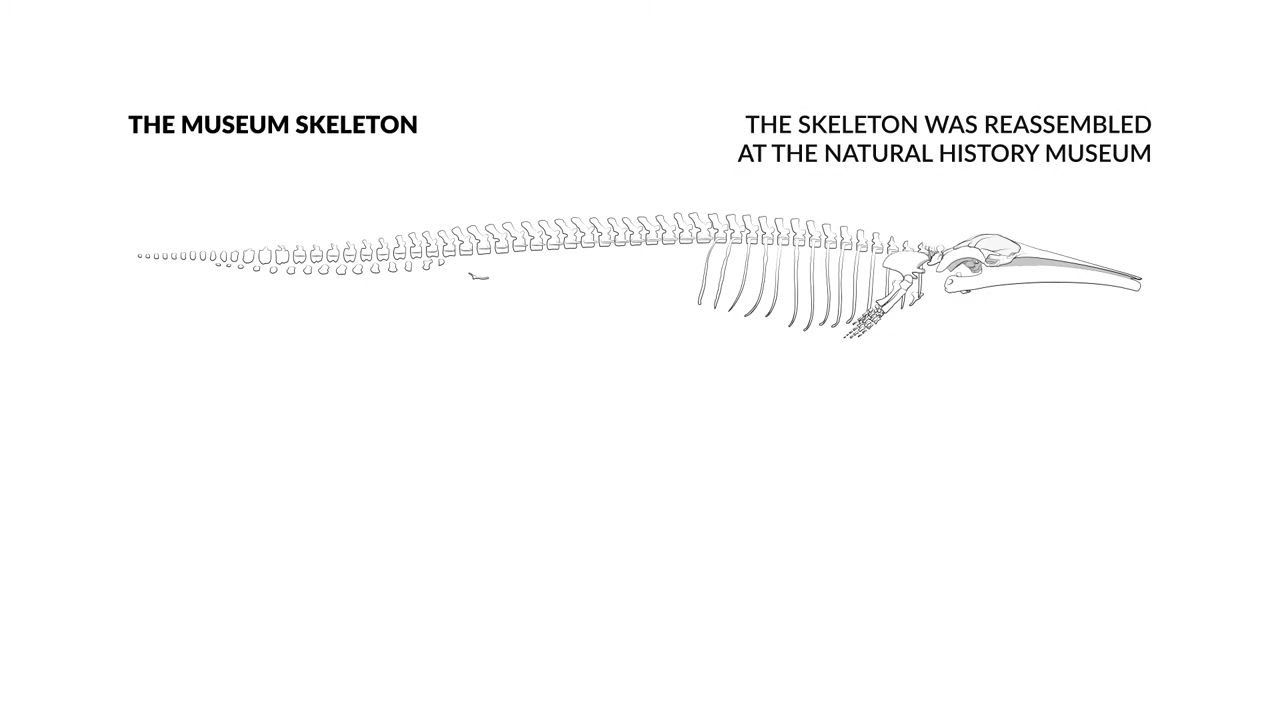 THE MUSEUM SKELETON
THE SKELETON WAS REASSEMBLED
AT THE NATURAL HISTORY MUSEUM